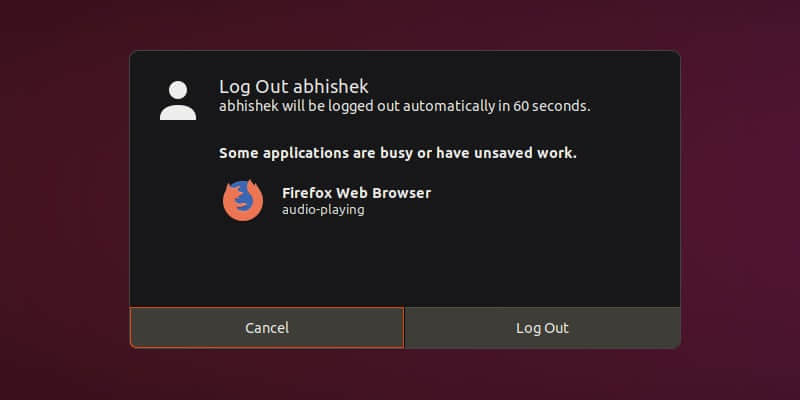 Log Out abhishek
abhishek will be logged out automatically in 60 seconds.
Some applications are busy or have unsaved work.
Firefox Web Browser
audio-playing
Cancel
Log Out